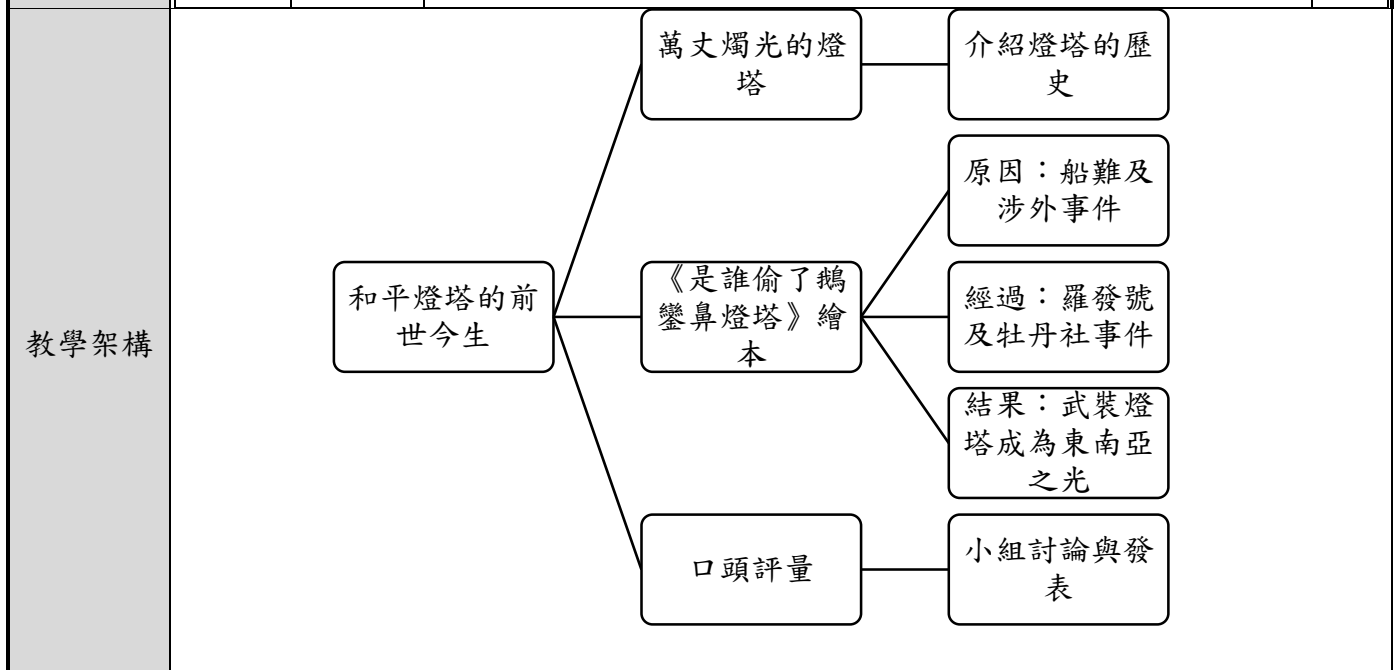 教學架構
和平燈塔的前
世今生
萬丈燭光的燈
塔
介紹燈塔的歷
史
《是誰偷了鵝
鑾鼻燈塔》繪
本
原因：船難及
涉外事件
經過：羅發號
及牡丹社事件
結果：武裝燈
塔成為東南亞
之光
口頭評量
小組討論與發
表